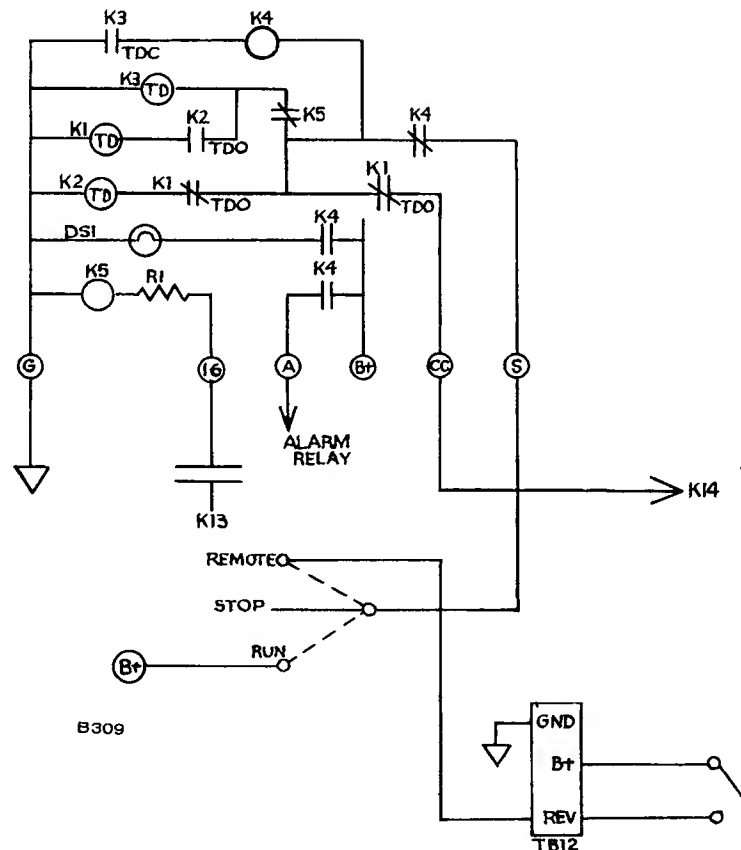 K3
K4
TDC
K3
TD
K5
K4
K1
TD
K2
TDO
K2
TD
K1
TDO
K1
TDO
DS1
K4
K5
R1
K4
G
16
A
B+
CC
S
ALARM
RELAY
K13
K14
REMOTE
STOP
RUN
B+
B309
GND
B+
REV
TB12